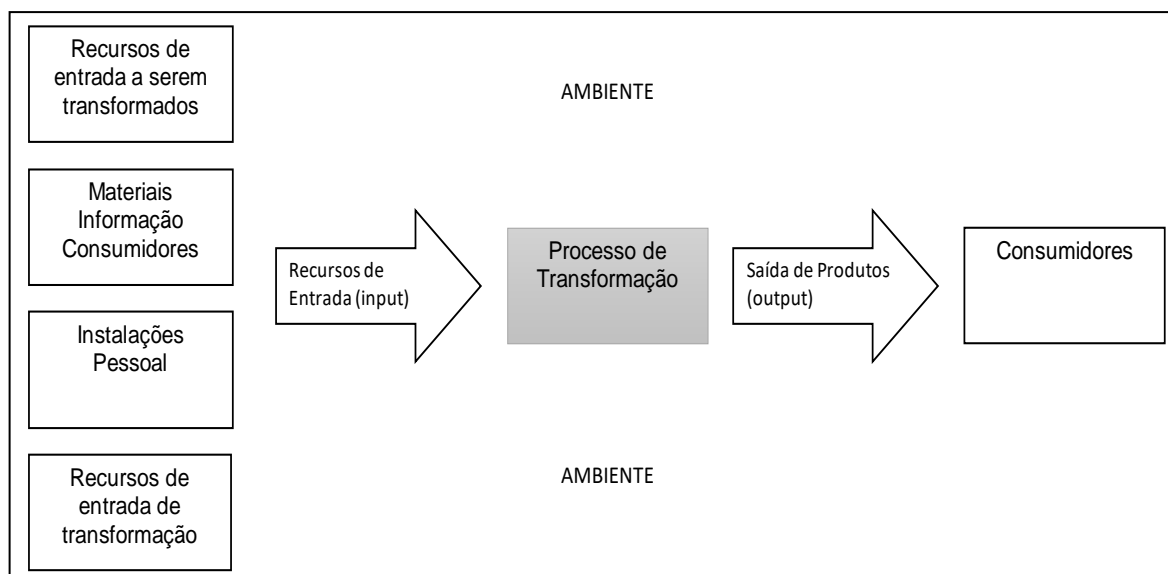 Recursos de
entrada a serem
transformados
AMBIENTE
Materiais
Informação
Consumidores
Instalações
Pessoal
Recursos de
entrada de
transformação
Recursos de
Entrada (input)
Processo de
Transformação
Saída de Produtos
(output)
Consumidores
AMBIENTE